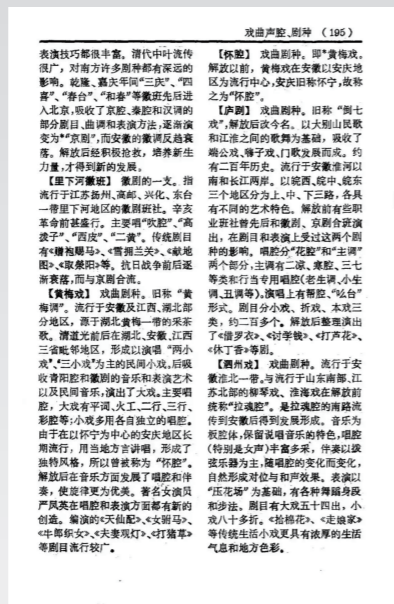 戏曲声腔、剧种 (195)
表演技巧都很丰富。清代中叶流传
很广,对南方许多剧种都有深远的
影响。乾隆、嘉庆年间“三庆”、“四
喜”、“春台”、“和春”等徽班先后进
入北京,吸收了京腔、秦腔和汉调的
部分剧目、曲调和表演方法,逐渐演
变为*“京剧”,而安徽的徽调反趋衰
落。解放后经积极抢救,培养新生
力量,才得到新的发展。
【里下河徽班】 徽剧的一支。指
流行于江苏扬州、高邮、兴化、东台
一带里下河地区的徽剧班社。辛亥
革命前甚盛行。主要唱“吹腔”、“高
拨子”、“西皮”、“二黄”。传统剧目
有《赠袍赐马》、《雪拥兰关》、《献地
图》、《取荥阳》等。抗日战争前后逐
渐衰落,而与京剧合流。
【黄梅戏】 戏曲剧种。旧称“黄
梅调”。流行于安徽及江西、湖北部
分地区,源于湖北黄梅一带的采茶
歌。清道光前后在湖北、安徽、江西
三省毗邻地区,形成以演唱“两小
戏”、“三小戏”为主的民间小戏。后吸
收青阳腔和徽剧的音乐和表演艺术
以及民间音乐,演出了大戏。主要唱
腔,大戏有平词、火工、二行、三行、
彩腔等;小戏多用各自独立的唱腔。
由于在以怀宁为中心的安庆地区长
期流行,用当地方言讲唱,形成了
独特风格,所以曾被称为“怀腔”。
解放后在音乐方面发展了唱腔和伴
奏,使旋律更为优美。著名女演员
严凤英在唱腔和表演方面都有新的
创造。编演的《天仙配》、《女驸马》、
《牛郎织女》、《夫妻观灯》、《打猪草》
等剧目流行较广。
【怀腔】 戏曲剧种。即*黄梅戏。
解放以前,黄梅戏在安徽以安庆地
区为流行中心,安庆旧称怀宁,故称
之为“怀腔”。
【庐剧】 戏曲剧种。旧称“倒七
戏”,解放后改今名。以大别山民歌
和江淮之间的歌舞为基础,吸收了
端公戏、嗨子戏、门歌发展而成。约
有二百年历史。流行于安徽淮河以
南和长江两岸。以皖西、皖中、皖东
三个地区分为上、中、下三路,各具
有不同的艺术特色。解放前有些职
业班社曾先后和徽剧、京剧合班演
出,在剧目和表演上受过这两个剧
种的影响。唱腔分“花腔”和“主调”
两个部分,主调有二凉、寒腔、三七
等类和行当专用唱腔(老生调、小生
调、丑调等)。演唱上有帮腔、“吆台”
形式。剧目分小戏、折戏、本戏三
类,约二百多个。解放后整理演出
了《借罗衣》、《讨学钱》、《打芦花》、
《休丁香》等剧。
【泗州戏】 戏曲剧种。流行于安
徽淮北一带。与流行于山东南部、江
苏北部的柳琴戏、淮海戏在解放前
统称“拉魂腔”。是拉魂腔的南路流
传到安徽后得到发展形成。音乐为
板腔体,保留说唱音乐的特色,唱腔
(特别是女声)丰富多采,伴奏以拨
弦乐器为主,随唱腔的变化而变化,
自然形成对位与和声效果。表演以
“压花场”为基础,有各种舞蹈身段
和步法。剧目有大戏五十四出,小戏
八十多折。《拾棉花》、《走娘家》
等传统生活小戏更具有浓厚的生活
气息和地方色彩。